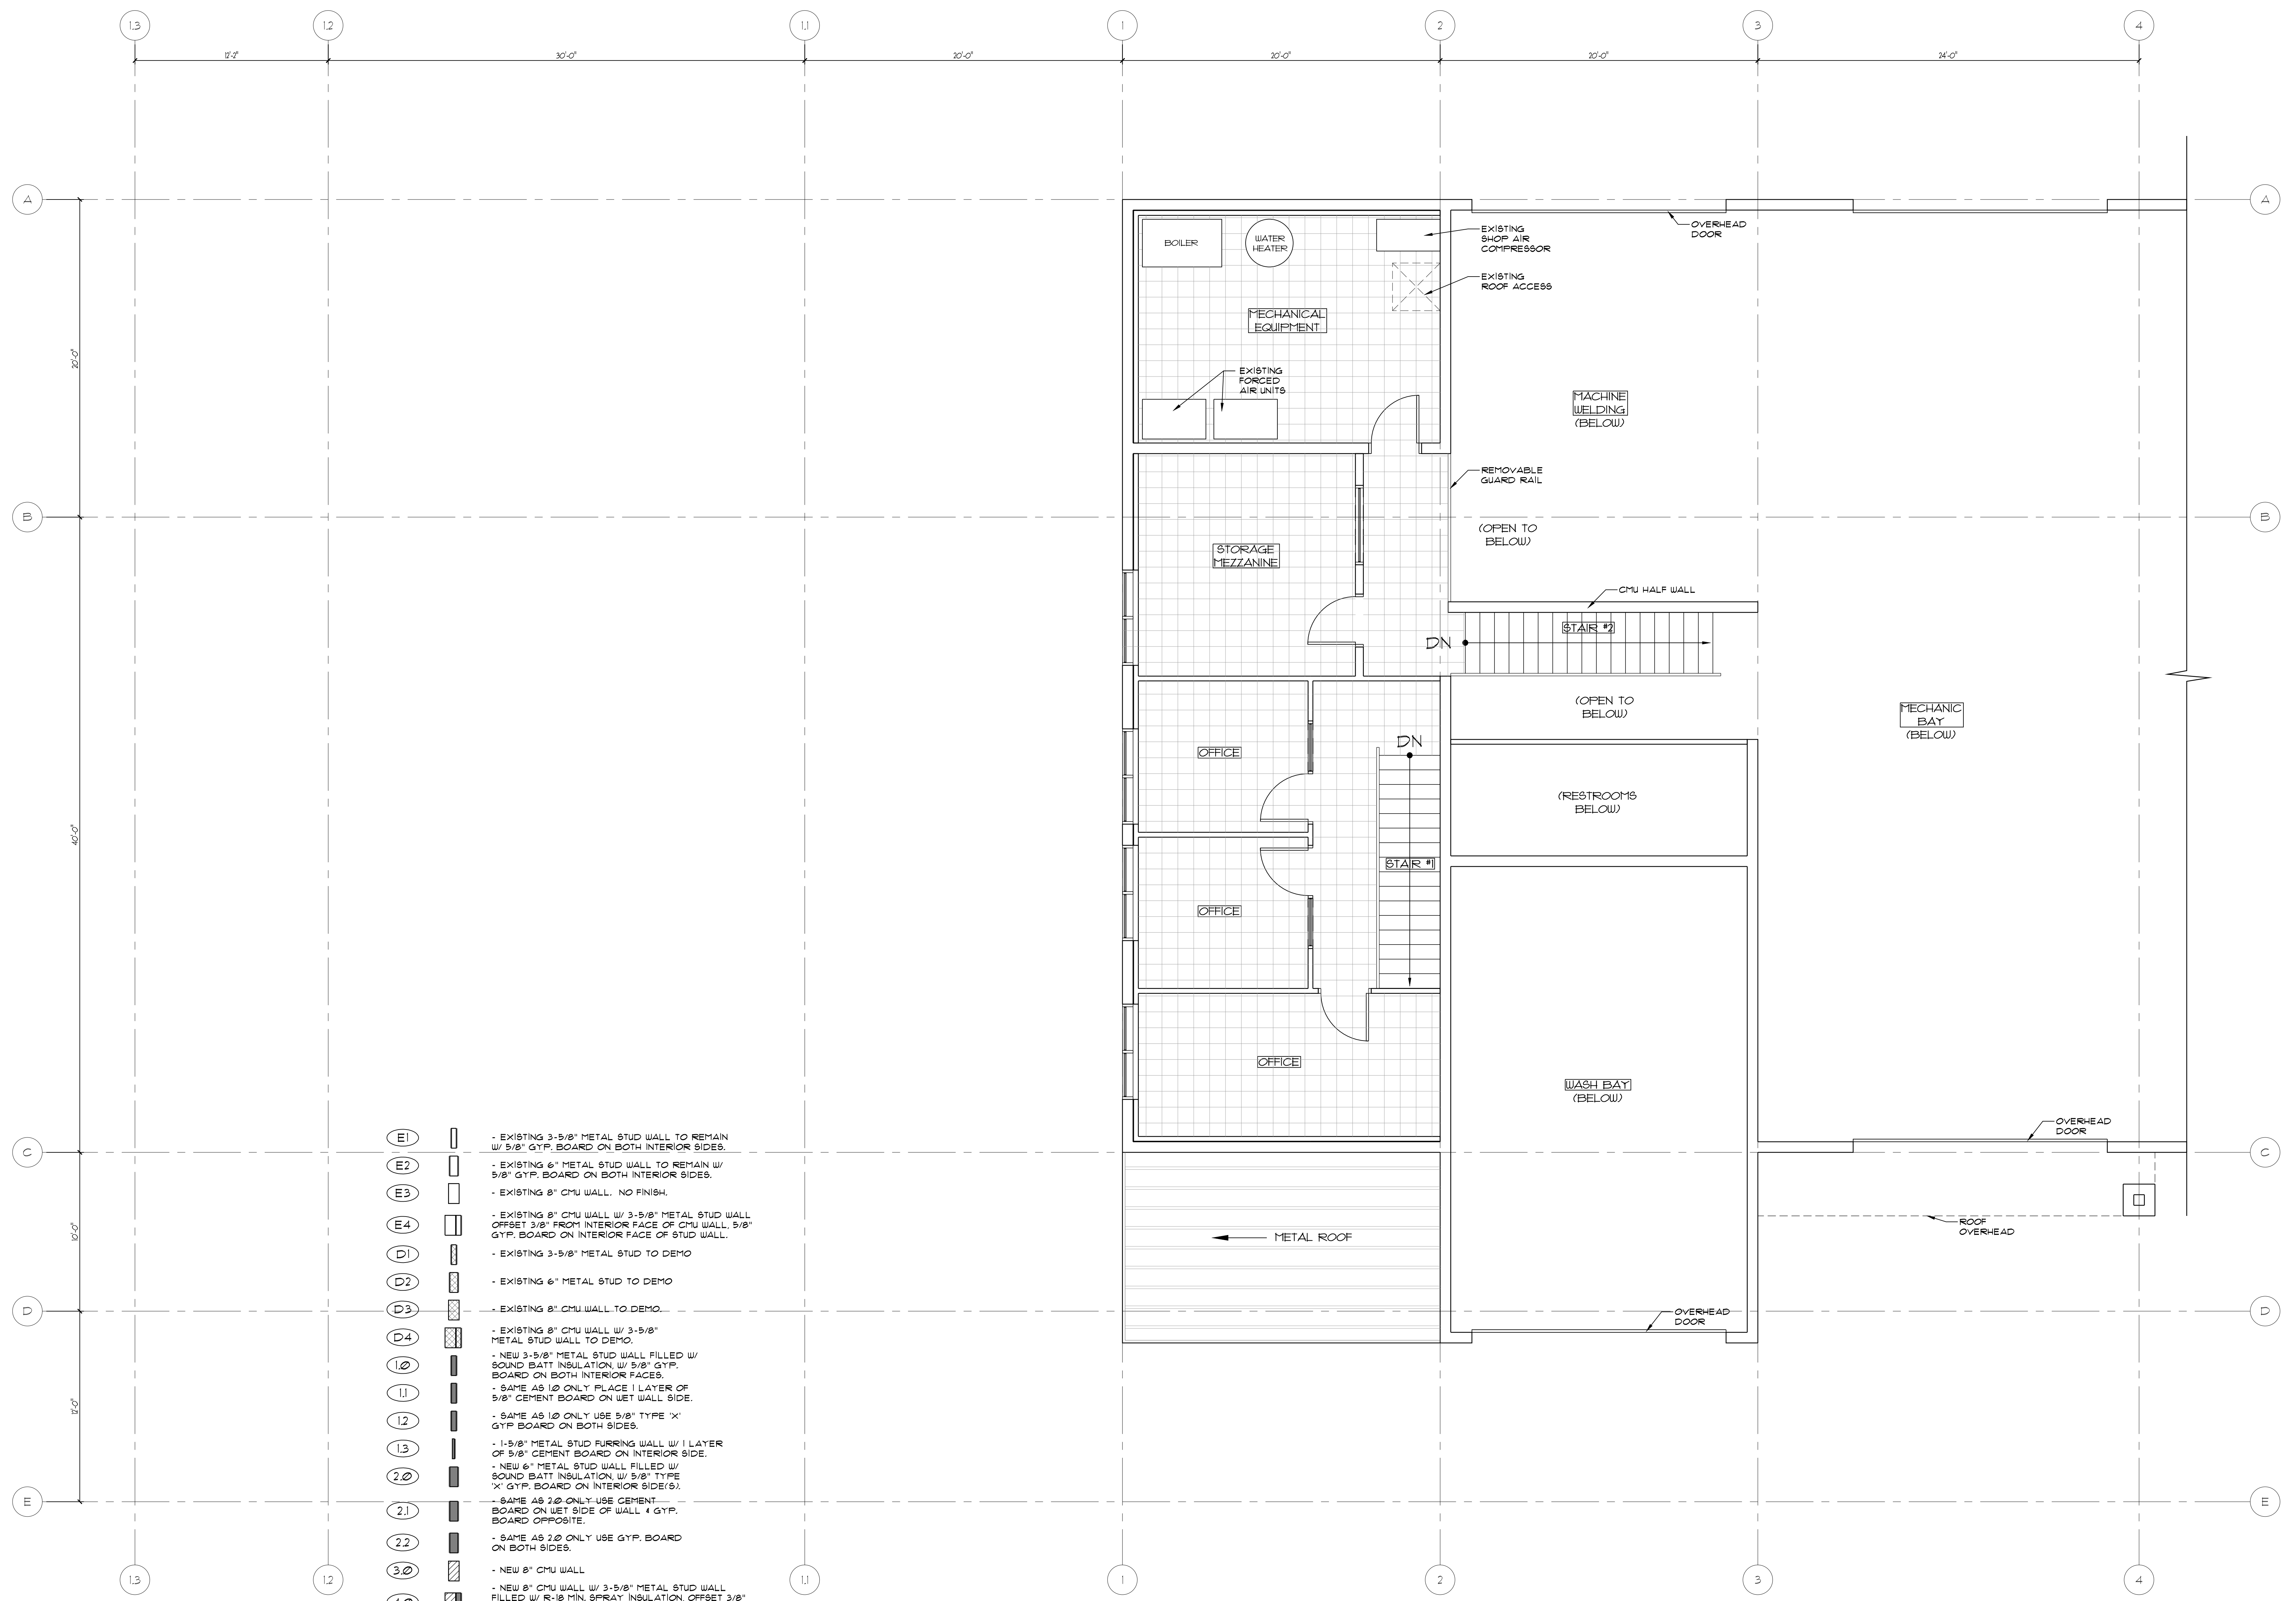 1.3
1.2
1.1
1
2
3
4
12'-2"
30'-0"
20'-0"
20'-0"
20'-0"
24'-0"
A
A
BOILER
WATER
HEATER
EXISTING
SHOP AIR
COMPRESSOR
OVERHEAD
DOOR
EXISTING
ROOF ACCESS
MECHANICAL
EQUIPMENT
20'-0"
EXISTING
FORCED
AIR UNITS
MACHINE
WELDING
(BELOW)
REMOVABLE
GUARD RAIL
B
B
(OPEN TO
BELOW)
STORAGE
MEZZANINE
CMU HALF WALL
STAIR #2
DN
(OPEN TO
BELOW)
MECHANIC
BAY
(BELOW)
DN
OFFICE
(RESTROOMS
BELOW)
40'-0"
STAIR #1
OFFICE
OFFICE
WASH BAY
(BELOW)
OVERHEAD
DOOR
C
C
ROOF
OVERHEAD
10'-0"
METAL ROOF
D
D
OVERHEAD
DOOR
12'-0"
E
E
E1
- EXISTING 3-5/8" METAL STUD WALL TO REMAIN
W/ 5/8" GYP. BOARD ON BOTH INTERIOR SIDES.
E2
- EXISTING 6" METAL STUD WALL TO REMAIN W/
5/8" GYP. BOARD ON BOTH INTERIOR SIDES.
E3
- EXISTING 8" CMU WALL. NO FINISH.
E4
- EXISTING 8" CMU WALL W/ 3-5/8" METAL STUD WALL
OFFSET 3/8" FROM INTERIOR FACE OF CMU WALL, 5/8"
GYP. BOARD ON INTERIOR FACE OF STUD WALL.
D1
- EXISTING 3-5/8" METAL STUD TO DEMO
D2
- EXISTING 6" METAL STUD TO DEMO
D3
- EXISTING 8" CMU WALL TO DEMO.
D4
- EXISTING 8" CMU WALL W/ 3-5/8"
METAL STUD WALL TO DEMO.
1.0
- NEW 3-5/8" METAL STUD WALL FILLED W/
SOUND BATT INSULATION, W/ 5/8" GYP.
BOARD ON BOTH INTERIOR FACES.
1.1
- SAME AS 1.0 ONLY PLACE 1 LAYER OF
5/8" CEMENT BOARD ON WET WALL SIDE.
1.2
- SAME AS 1.0 ONLY USE 5/8" TYPE 'X'
GYP BOARD ON BOTH SIDES.
1.3
- 1-5/8" METAL STUD FURRING WALL W/ 1 LAYER
OF 5/8" CEMENT BOARD ON INTERIOR SIDE.
2.0
- NEW 6" METAL STUD WALL FILLED W/
SOUND BATT INSULATION, W/ 5/8" TYPE
'X' GYP. BOARD ON INTERIOR SIDE(S).
2.1
- SAME AS 2.0 ONLY USE CEMENT
BOARD ON WET SIDE OF WALL & GYP.
BOARD OPPOSITE.
2.2
- SAME AS 2.0 ONLY USE GYP. BOARD
ON BOTH SIDES.
3.0
- NEW 8" CMU WALL
4.0
- NEW 8" CMU WALL W/ 3-5/8" METAL STUD WALL
FILLED W/ R-18 MIN. SPRAY INSULATION, OFFSET 3/8"
1.3
1.2
1.1
1
2
3
4